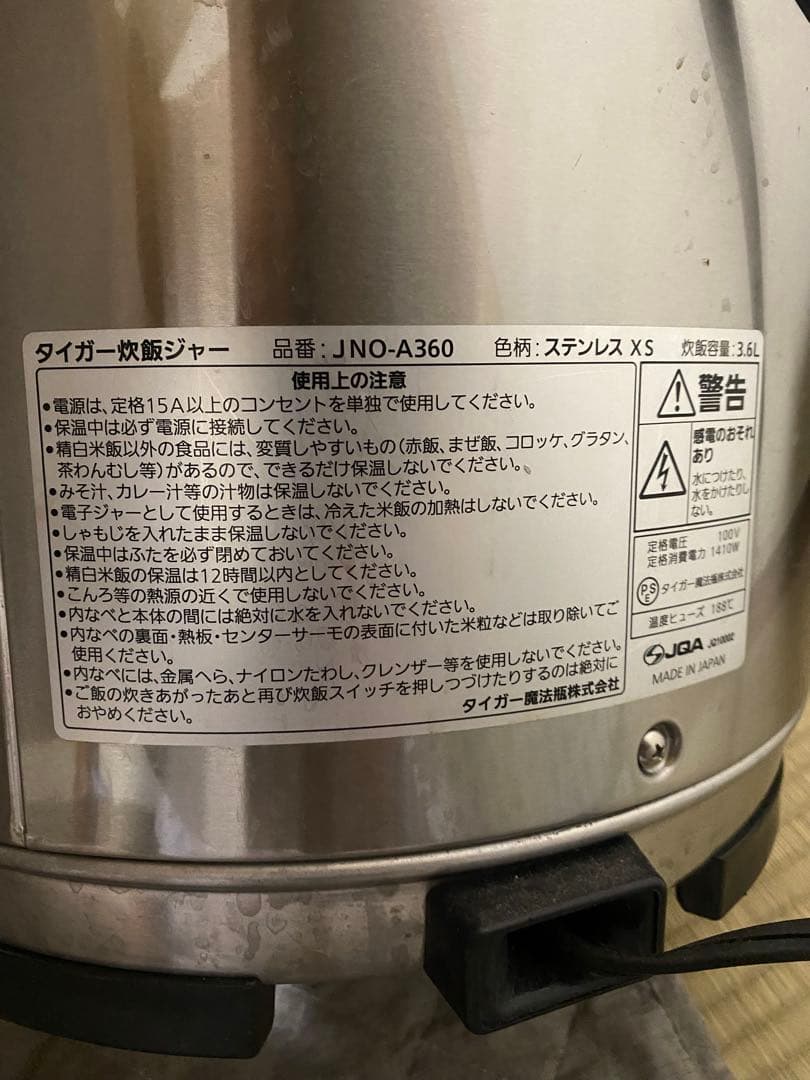 タイガー炊飯ジャー 品番：JNO-A360 色柄：ステンレス XS 炊飯容量：3.6L
使用上の注意
•電源は、定格15A以上のコンセントを単独で使用してください。
•保温中は必ず電源に接続してください。
•精白米飯以外の食品には、変質しやすいもの（赤飯、まぜ飯、コロッケ、グラタン、
茶わんむし等）があるので、できるだけ保温しないでください。
•みそ汁、カレー汁等の汁物は保温しないでください。
•電子ジャーとして使用するときは、冷えた米飯の加熱はしないでください。
•しゃもじを入れたまま保温しないでください。
•保温中はふたを必ず閉めておいてください。
•精白米飯の保温は12時間以内としてください。
•こんろ等の熱源の近くで使用しないでください。
•内なべと本体の間には絶対に水を入れないでください。
•内なべの裏面・熱板・センターサーモの表面に付いた米粒などは取り除いてご
使用ください。
•内なべには、金属へら、ナイロンたわし、クレンザー等を使用しないでください。
•ご飯の炊きあがったあと再び炊飯スイッチを押しつづけたりするのは絶対に
おやめください。
タイガー魔法瓶株式会社
警告
感電のおそれ
あり
水につけたり、
水をかけたりし
ない。
定格電圧 100V
定格消費電力 1410W
PSE タイガー魔法瓶株式会社
温度ヒューズ 188℃
JQA JQ10002
MADE IN JAPAN